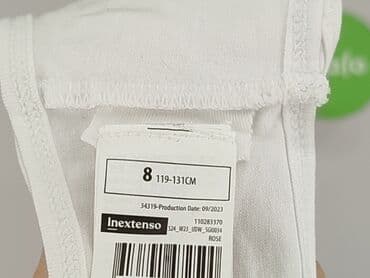 8 119-131CM
34319-Production Date: 09/2023
Inextenso
110283370
S24_W23_UDW_SG0034
ROSE